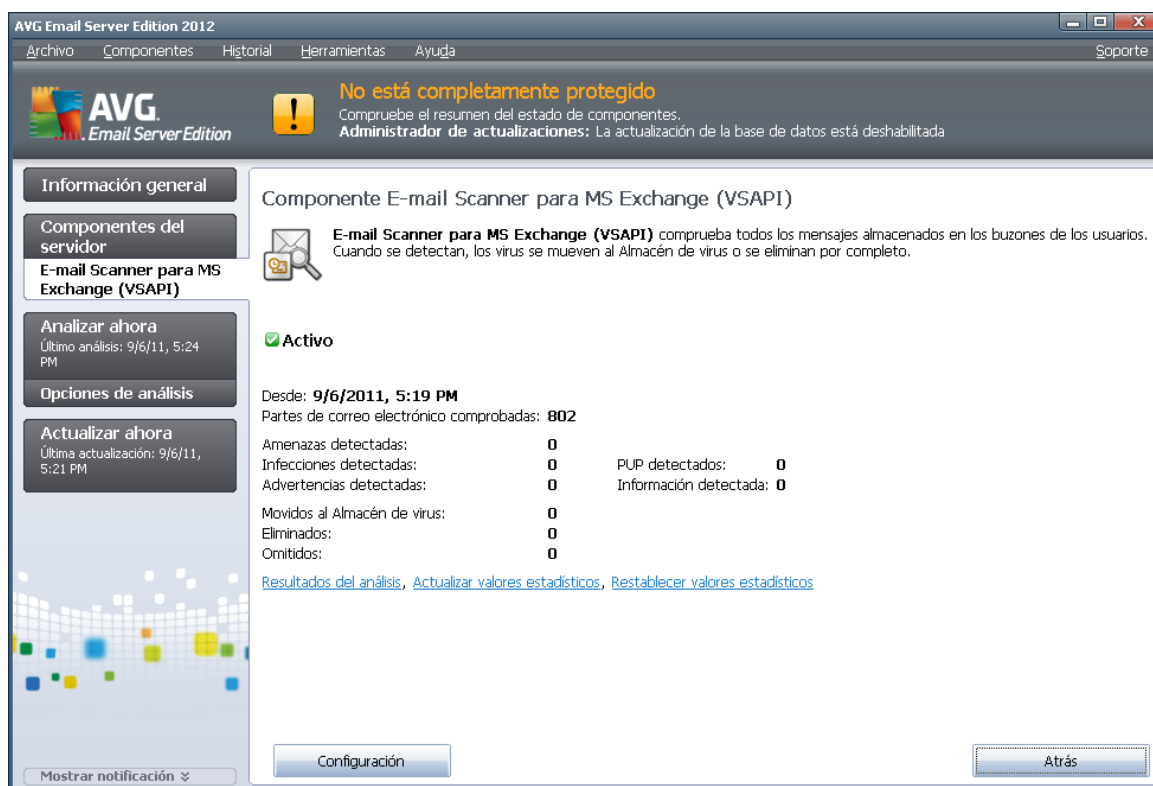 AVG Email Server Edition 2012
Archivo Componentes Historial Herramientas Ayuda Soporte
AVG.
Email Server Edition
No está completamente protegido
Compruebe el resumen del estado de componentes.
Administrador de actualizaciones: La actualización de la base de datos está deshabilitada
Información general
Componentes del
servidor
E-mail Scanner para MS
Exchange (VSAPI)
Analizar ahora
Último análisis: 9/6/11, 5:24
PM
Opciones de análisis
Actualizar ahora
Última actualización: 9/6/11,
5:21 PM
Mostrar notificación
Componente E-mail Scanner para MS Exchange (VSAPI)
E-mail Scanner para MS Exchange (VSAPI) comprueba todos los mensajes almacenados en los buzones de los usuarios.
Cuando se detectan, los virus se mueven al Almacén de virus o se eliminan por completo.
Activo
Desde: 9/6/2011, 5:19 PM
Partes de correo electrónico comprobadas: 802
Amenazas detectadas: 0
Infecciones detectadas: 0 PUP detectados: 0
Advertencias detectadas: 0 Información detectada: 0
Movidos al Almacén de virus: 0
Eliminados: 0
Omitidos: 0
Resultados del análisis, Actualizar valores estadísticos, Restablecer valores estadísticos
Configuración Atrás